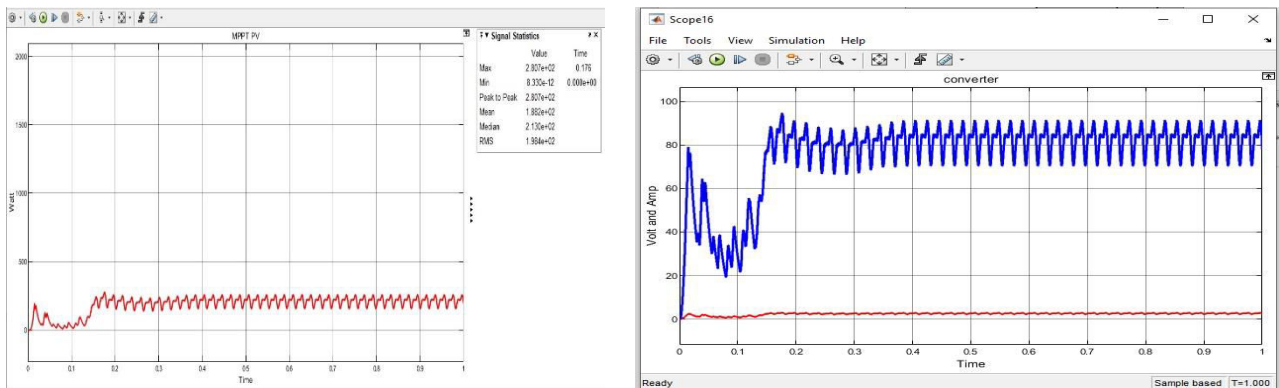 MPPT PV
Watt
2000
1500
1000
500
0
0 0.1 0.2 0.3 0.4 0.5 0.6 0.7 0.8 0.9 1
Time
Signal Statistics
Value Time
Max 2.807e+02 0.176
Min 8.330e-12 0.000e+00
Peak to Peak 2.807e+02
Mean 1.882e+02
Median 2.130e+02
RMS 1.984e+02
Scope16
File Tools View Simulation Help
converter
Volt and Amp
100
80
60
40
20
0
0 0.1 0.2 0.3 0.4 0.5 0.6 0.7 0.8 0.9 1
Time
Ready Sample based T=1.000